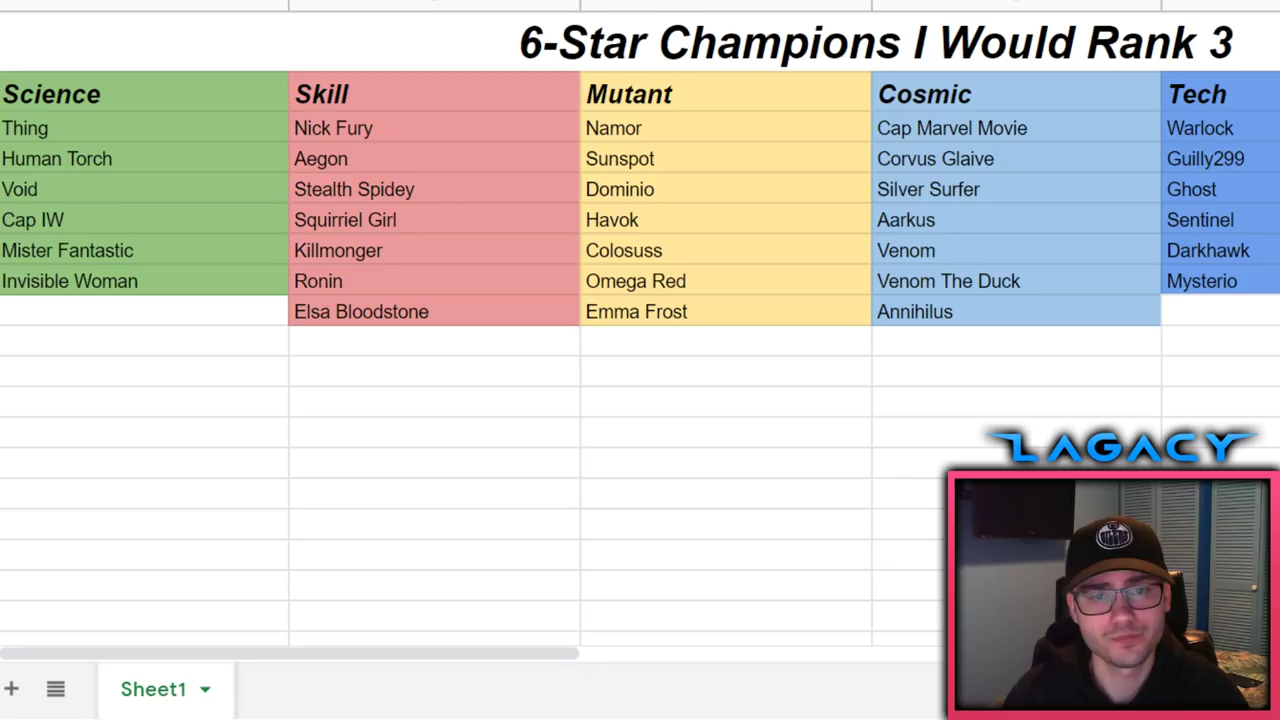 6-Star Champions I Would Rank 3
Science Skill Mutant Cosmic Tech
Thing Nick Fury Namor Cap Marvel Movie Warlock
Human Torch Aegon Sunspot Corvus Glaive Guilly299
Void Stealth Spidey Dominio Silver Surfer Ghost
Cap IW Squirriel Girl Havok Aarkus Sentinel
Mister Fantastic Killmonger Colosuss Venom Darkhawk
Invisible Woman Ronin Omega Red Venom The Duck Mysterio
Elsa Bloodstone Emma Frost Annihilus
LAGACY
Sheet1